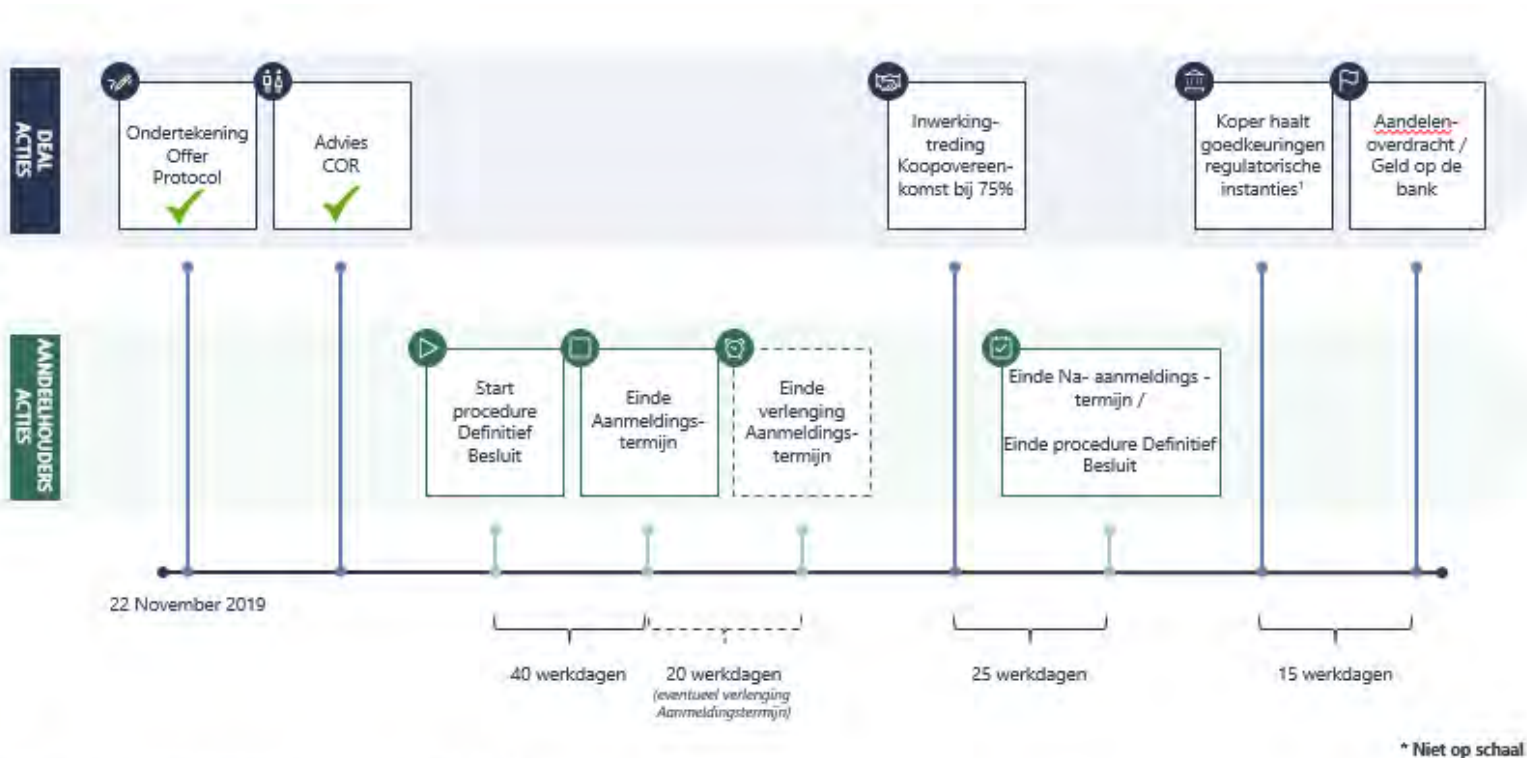 DEAL
ACTIES
Ondertekening
Offer
Protocol
Advies
COR
Inwerking-
treding
Koopovereen-
komst bij 75%
Koper haalt
goedkeuringen
regulatorische
instanties¹
Aandelen-
overdracht /
Geld op de
bank
AANDEELHOUDERS
ACTIES
Start
procedure
Definitief
Besluit
Einde
Aanmeldings-
termijn
Einde
verlenging
Aanmeldings-
termijn
Einde Na- aanmeldings -
termijn /
Einde procedure Definitief
Besluit
22 November 2019
40 werkdagen
20 werkdagen
(eventueel verlenging
Aanmeldingstermijn)
25 werkdagen
15 werkdagen
* Niet op schaal